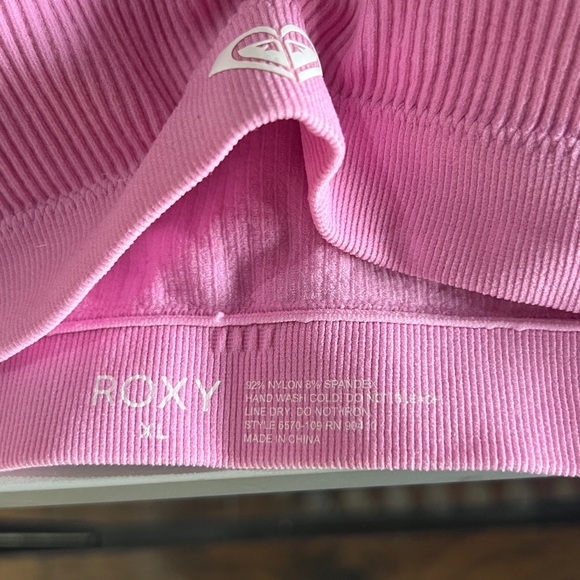 ROXY
XL
92% NYLON 8% SPANDEX
HAND WASH COLD. DO NOT BLEACH.
LINE DRY. DO NOT IRON.
STYLE 6570-109 RN
MADE IN CHINA